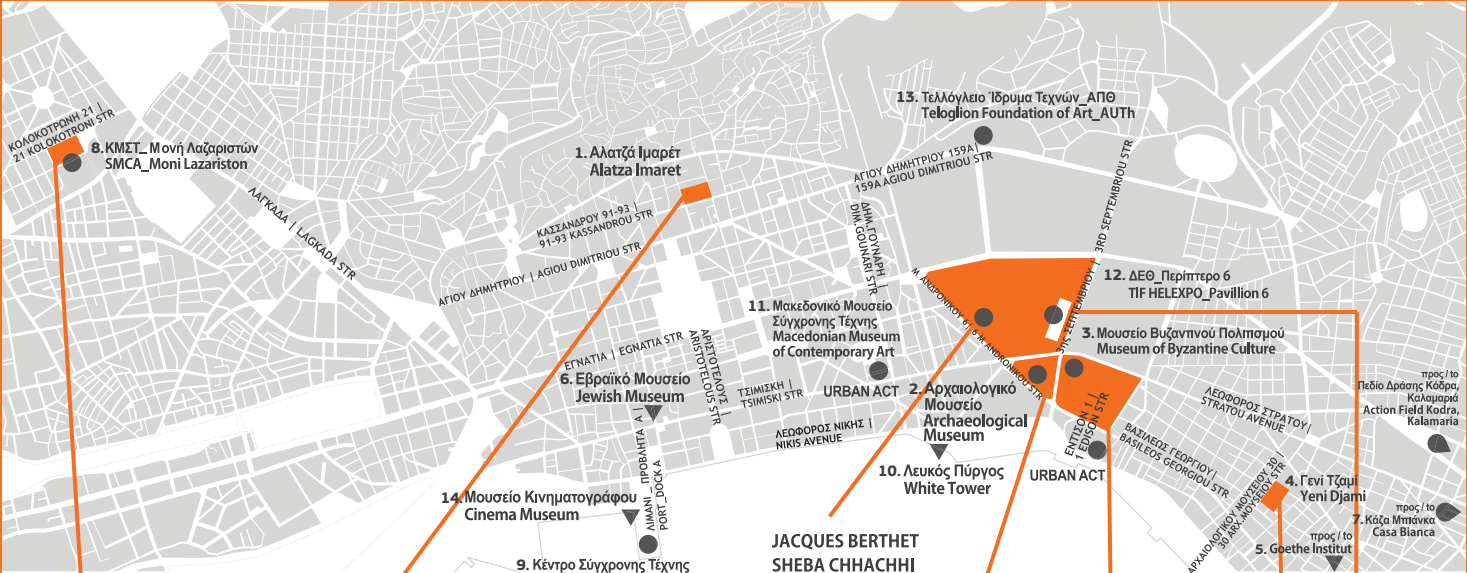 13. Τελλόγλειο Ίδρυμα Τεχνών_ΑΠΘ
Teloglion Foundation of Art_AUTh
ΚΟΛΟΚΟΤΡΩΝΗ 21 |
21 KOLOKOTRONI STR
8. ΚΜΣΤ_Μονή Λαζαριστών
SMCA_Moni Lazariston
1. Αλατζά Ιμαρέτ
Alatza Imaret
ΑΓΙΟΥ ΔΗΜΗΤΡΙΟΥ 159Α |
159A AGIOU DIMITRIOU STR
ΛΑΓΚΑΔΑ | LAGKADA STR
ΚΑΣΣΑΝΔΡΟΥ 91-93 |
91-93 KASSANDROU STR
ΑΓΙΟΥ ΔΗΜΗΤΡΙΟΥ | AGIOU DIMITRIOU STR
ΔΗΜ.ΓΟΥΝΑΡΗ |
DIM.GOUNARI STR
3ης ΣΕΠΤΕΜΒΡΙΟΥ | 3RD SEPTEMBRIOU STR
12. ΔΕΘ_Περίπτερο 6
TIF HELEXPO_Pavillion 6
Μ. ΑΝΔΡΟΝΙΚΟΥ 6 | 6 M. ANDRONIKOU STR
11. Μακεδονικό Μουσείο
Σύγχρονης Τέχνης
Macedonian Museum
of Contemporary Art
3. Μουσείο Βυζαντινού Πολιτισμού
Museum of Byzantine Culture
ΕΓΝΑΤΙΑ | EGNATIA STR
ΑΡΙΣΤΟΤΕΛΟΥΣ |
ARISTOTELOUS STR
6. Εβραϊκό Μουσείο
Jewish Museum
ΤΣΙΜΙΣΚΗ |
TSIMISKI STR
URBAN ACT
2. Αρχαιολογικό
Μουσείο
Archaeological
Museum
ΕΝΤΙΣΟΝ 1 |
1 EDISON STR
ΛΕΩΦΟΡΟΣ ΣΤΡΑΤΟΥ |
STRATOU AVENUE
προς / to
Πεδίο Δράσης Κόδρα,
Καλαμαριά
Action Field Kodra,
Kalamaria
ΛΕΩΦΟΡΟΣ ΝΙΚΗΣ |
NIKIS AVENUE
ΒΑΣΙΛΕΩΣ ΓΕΩΡΓΙΟΥ |
BASILEOS GEORGIOU STR
10. Λευκός Πύργος
White Tower
URBAN ACT
ΑΡΧΑΙΟΛΟΓΙΚΟΥ ΜΟΥΣΕΙΟΥ 30 |
30 ARX.MOUSEIOU STR
4. Γενί Τζαμί
Yeni Djami
14. Μουσείο Κινηματογράφου
Cinema Museum
ΛΙΜΑΝΙ_ ΠΡΟΒΛΗΤΑ Α |
PORT_DOCK A
προς / to
7. Κάζα Μπιάνκα
Casa Bianca
προς / to
5. Goethe Institut
9. Κέντρο Σύγχρονης Τέχνης
JACQUES BERTHET
SHEBA CHHACHHI